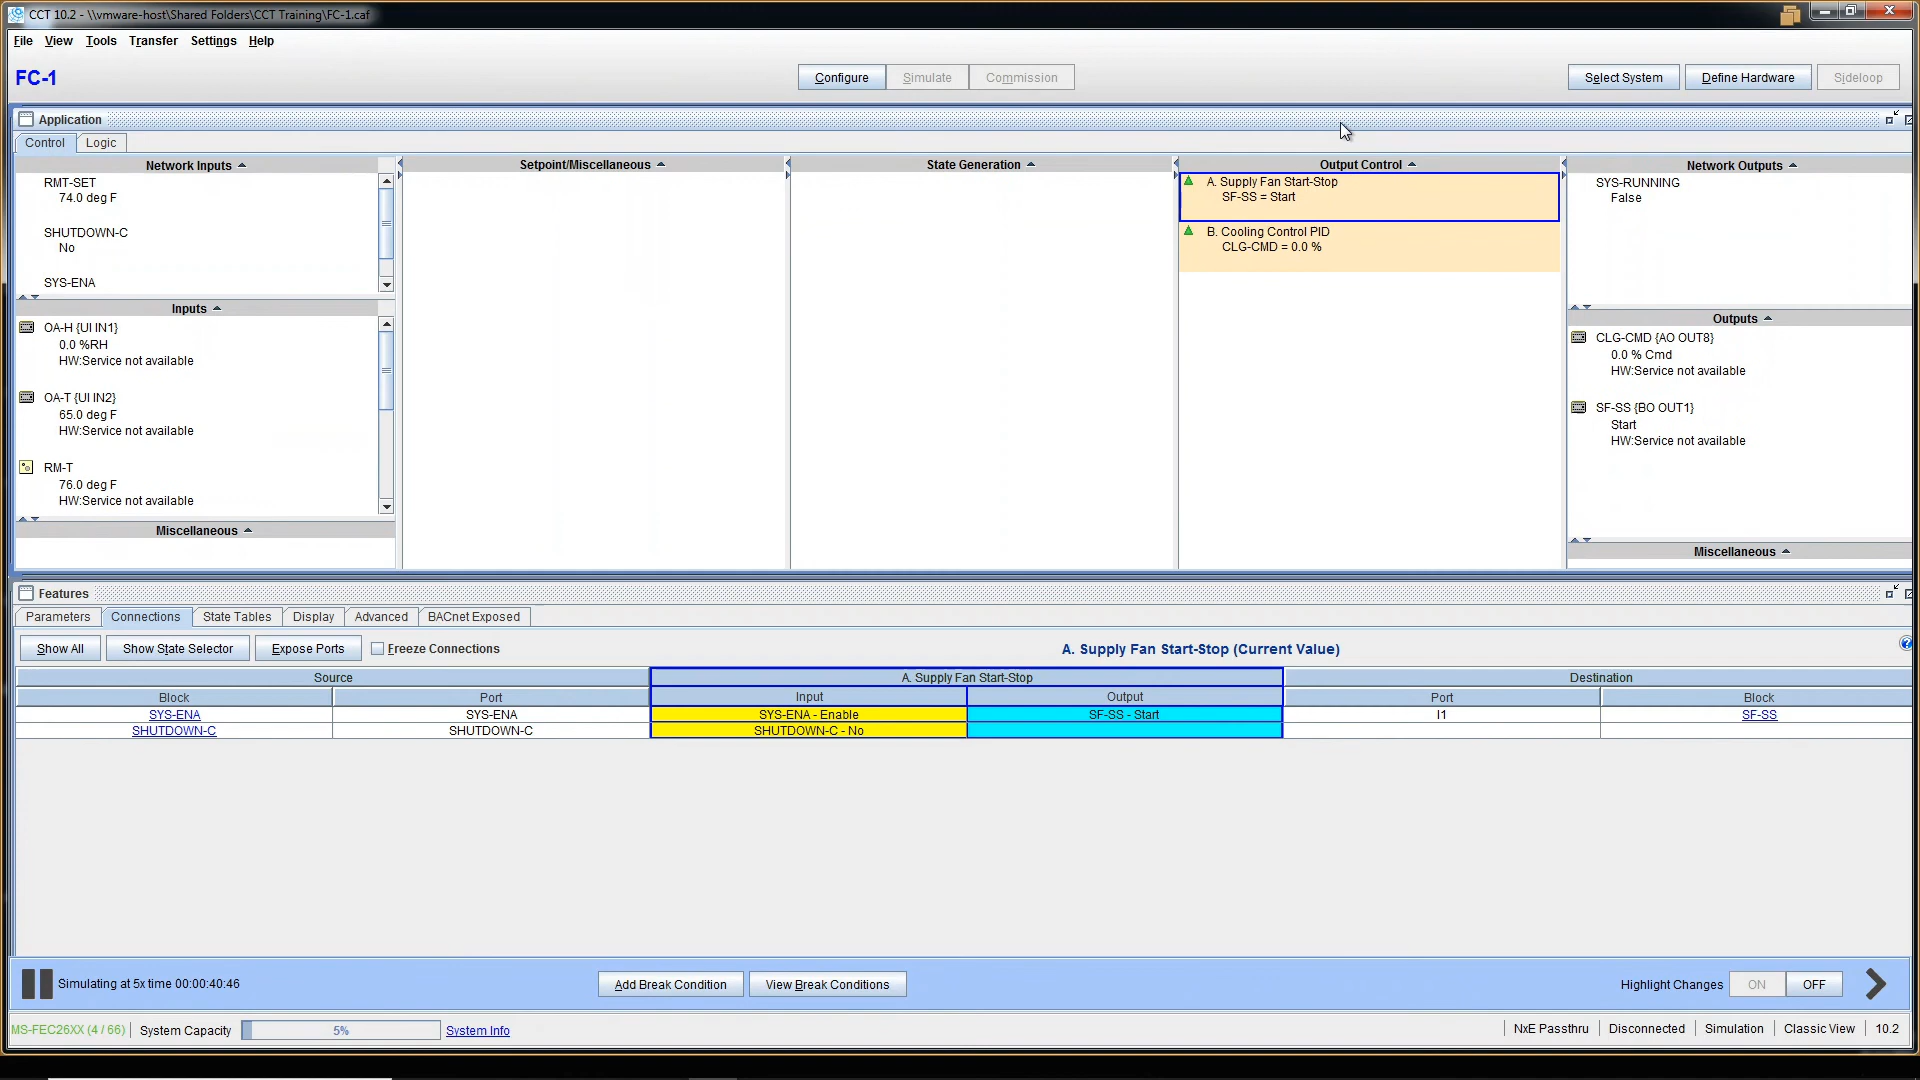 CCT 10.2 - \\vmware-host\Shared Folders\CCT Training\FC-1.caf
File View Tools Transfer Settings Help
FC-1
Configure Simulate Commission
Select System Define Hardware Sideloop
Application
Control Logic
Network Inputs
RMT-SET
74.0 deg F
SHUTDOWN-C
No
SYS-ENA
Inputs
OA-H {UI IN1}
0.0 %RH
HW:Service not available
OA-T {UI IN2}
65.0 deg F
HW:Service not available
RM-T
76.0 deg F
HW:Service not available
Miscellaneous
Setpoint/Miscellaneous
State Generation
Output Control
A. Supply Fan Start-Stop
SF-SS = Start
B. Cooling Control PID
CLG-CMD = 0.0 %
Network Outputs
SYS-RUNNING
False
Outputs
CLG-CMD {AO OUT8}
0.0 % Cmd
HW:Service not available
SF-SS {BO OUT1}
Start
HW:Service not available
Miscellaneous
Features
Parameters Connections State Tables Display Advanced BACnet Exposed
Show All Show State Selector Expose Ports Freeze Connections A. Supply Fan Start-Stop (Current Value) ?
Source A. Supply Fan Start-Stop Destination
Block Port Input Output Port Block
SYS-ENA SYS-ENA SYS-ENA - Enable SF-SS - Start I1 SF-SS
SHUTDOWN-C SHUTDOWN-C SHUTDOWN-C - No
Simulating at 5x time 00:00:40:46 Add Break Condition View Break Conditions Highlight Changes ON OFF
MS-FEC26XX (4 / 66) System Capacity 5% System Info NxE Passthru Disconnected Simulation Classic View 10.2